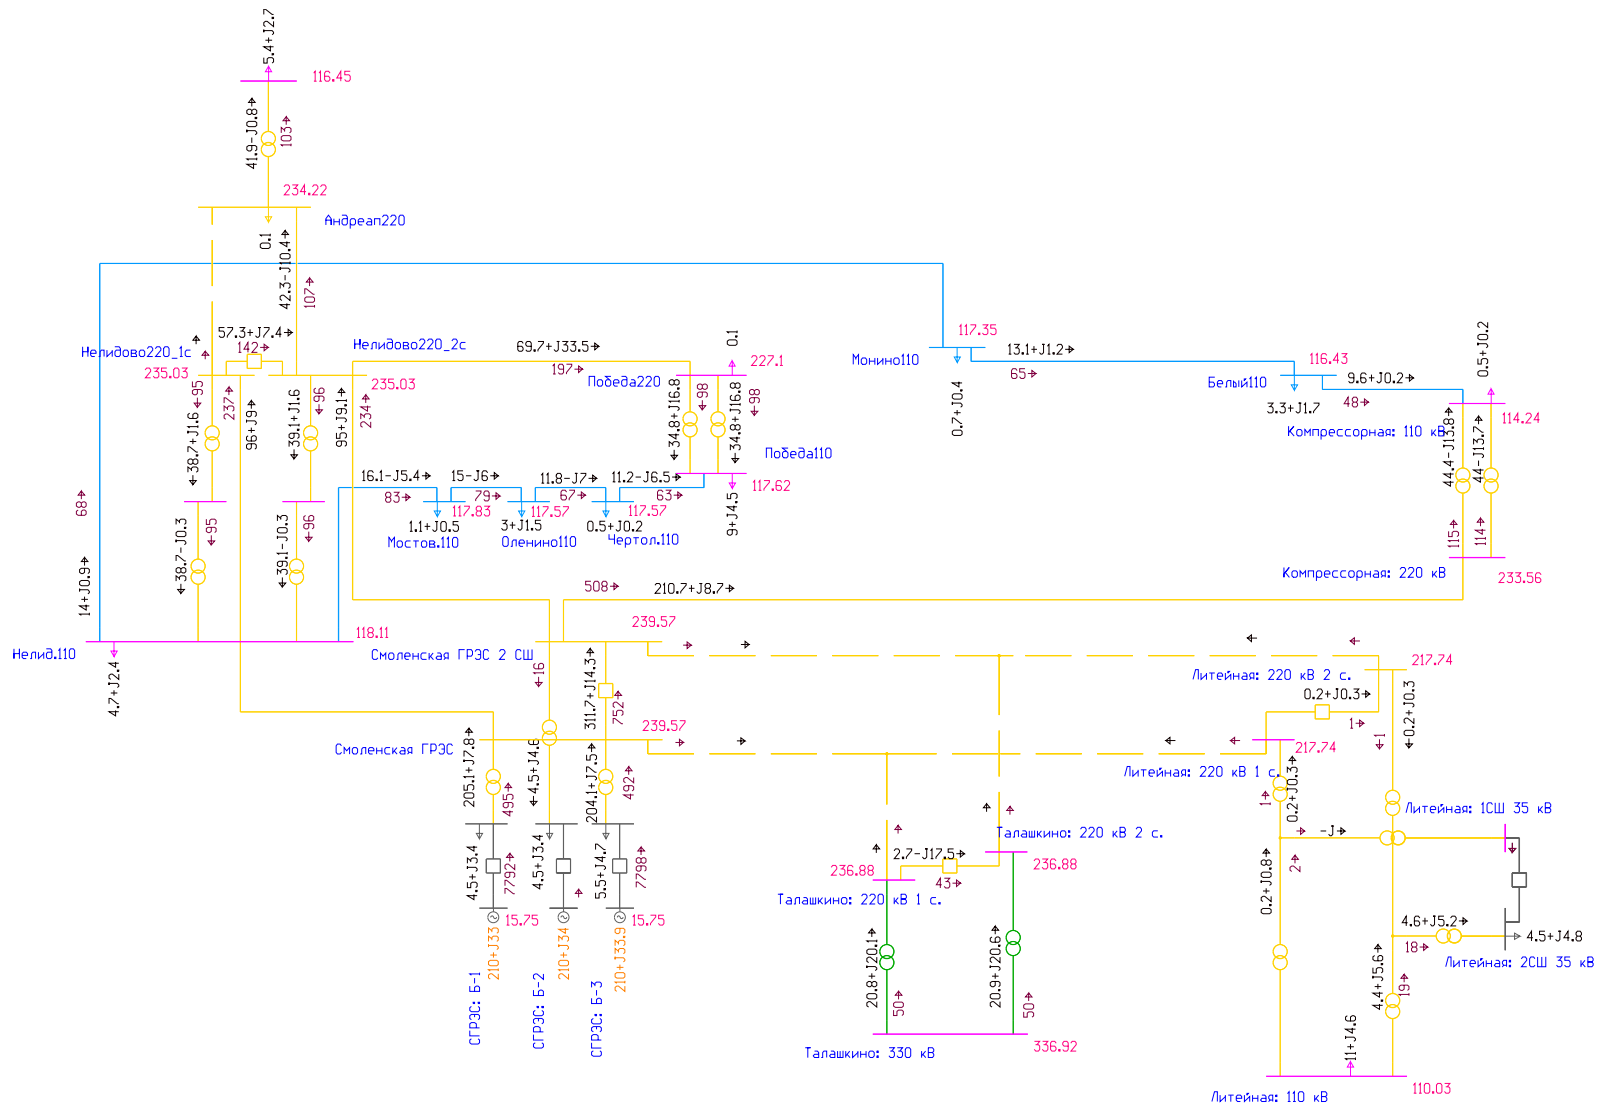 5.4+J2.7
116.45
41.9-J0.8
103
234.22
Андреап220
0.1
42.3-J10.4
107
57.3+J7.4
142
Нелидово220_1с
235.03
Нелидово220_2с
235.03
95
38.7+J1.6
237
96+J9
39.1+J1.6
96
95+J9.1
234
69.7+J33.5
197
Победа220
227.1
0.1
34.8+J16.8
98
34.8+J16.8
98
Победа110
117.62
9+J4.5
Монино110
117.35
0.7+J0.4
13.1+J1.2
65
Белый110
116.43
3.3+J1.7
9.6+J0.2
48
0.5+J0.2
114.24
Компрессорная: 110 кВ
44.4-J13.8
44-J13.7
115
114
Компрессорная: 220 кВ
233.56
16.1-J5.4
83
15-J6
79
11.8-J7
67
11.2-J6.5
63
117.83
117.57
117.57
1.1+J0.5
3+J1.5
0.5+J0.2
Мостов.110
Оленино110
Чертол.110
68
14+J0.9
38.7-J0.3
95
39.1-J0.3
96
508
210.7+J8.7
Нелид.110
118.11
4.7+J2.4
Смоленская ГРЭС 2 СШ
239.57
16
311.7+J14.3
752
Смоленская ГРЭС
239.57
205.1+J7.8
495
4.5+J4.6
204.1+J7.5
492
4.5+J3.4
7792
4.5+J3.4
5.5+J4.7
7798
15.75
15.75
210+J33
210+J34
210+J33.9
СГРЭС: Б-1
СГРЭС: Б-2
СГРЭС: Б-3
217.74
Литейная: 220 кВ 2 с.
0.2+J0.3
1
0.2+J0.3
1
217.74
Литейная: 220 кВ 1 с.
1
0.2+J0.3
Литейная: 1СШ 35 кВ
-J
2
0.2+J0.8
Талашкино: 220 кВ 2 с.
236.88
2.7-J17.5
43
236.88
Талашкино: 220 кВ 1 с.
20.8+J20.1
50
20.9+J20.6
50
Талашкино: 330 кВ
336.92
4.6+J5.2
18
4.5+J4.8
Литейная: 2СШ 35 кВ
4.4+J5.6
19
11+J4.6
110.03
Литейная: 110 кВ